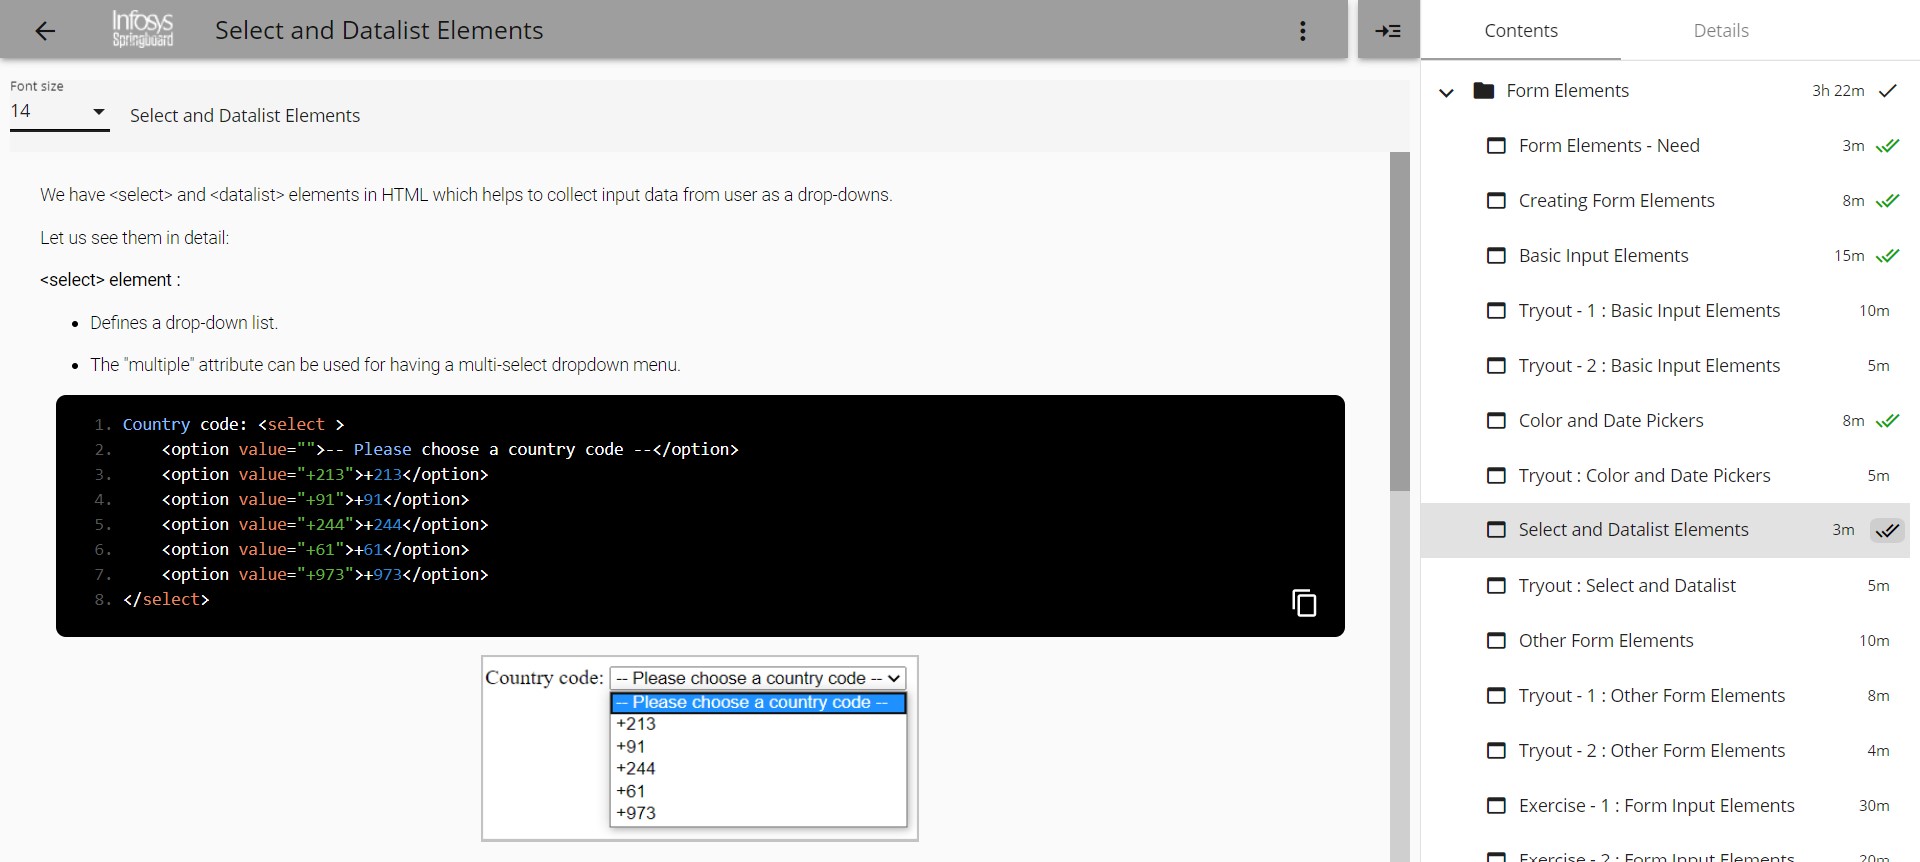 Infosys
Springboard
Select and Datalist Elements
Font size
14
Select and Datalist Elements
We have <select> and <datalist> elements in HTML which helps to collect input data from user as a drop-downs.
Let us see them in detail:
<select> element :
Defines a drop-down list.
The "multiple" attribute can be used for having a multi-select dropdown menu.
1. Country code: <select >
2. <option value="">-- Please choose a country code --</option>
3. <option value="+213">+213</option>
4. <option value="+91">+91</option>
5. <option value="+244">+244</option>
6. <option value="+61">+61</option>
7. <option value="+973">+973</option>
8. </select>
Country code: -- Please choose a country code --
-- Please choose a country code --
+213
+91
+244
+61
+973
Contents Details
Form Elements 3h 22m
Form Elements - Need 3m
Creating Form Elements 8m
Basic Input Elements 15m
Tryout - 1 : Basic Input Elements 10m
Tryout - 2 : Basic Input Elements 5m
Color and Date Pickers 8m
Tryout : Color and Date Pickers 5m
Select and Datalist Elements 3m
Tryout : Select and Datalist 5m
Other Form Elements 10m
Tryout - 1 : Other Form Elements 8m
Tryout - 2 : Other Form Elements 4m
Exercise - 1 : Form Input Elements 30m
Exercise - 2 : Form Input Elements 20m